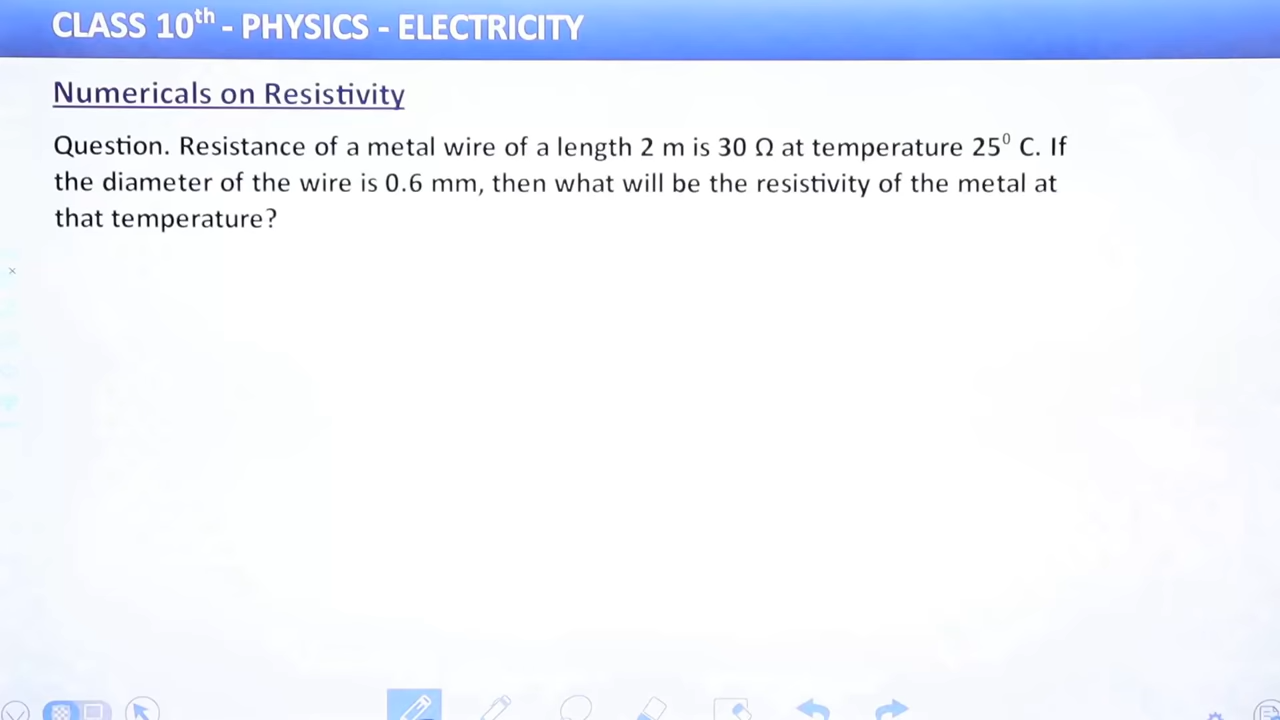 CLASS 10th - PHYSICS - ELECTRICITY
Numericals on Resistivity
Question. Resistance of a metal wire of a length 2 m is 30 Ω at temperature 25⁰ C. If
the diameter of the wire is 0.6 mm, then what will be the resistivity of the metal at
that temperature?